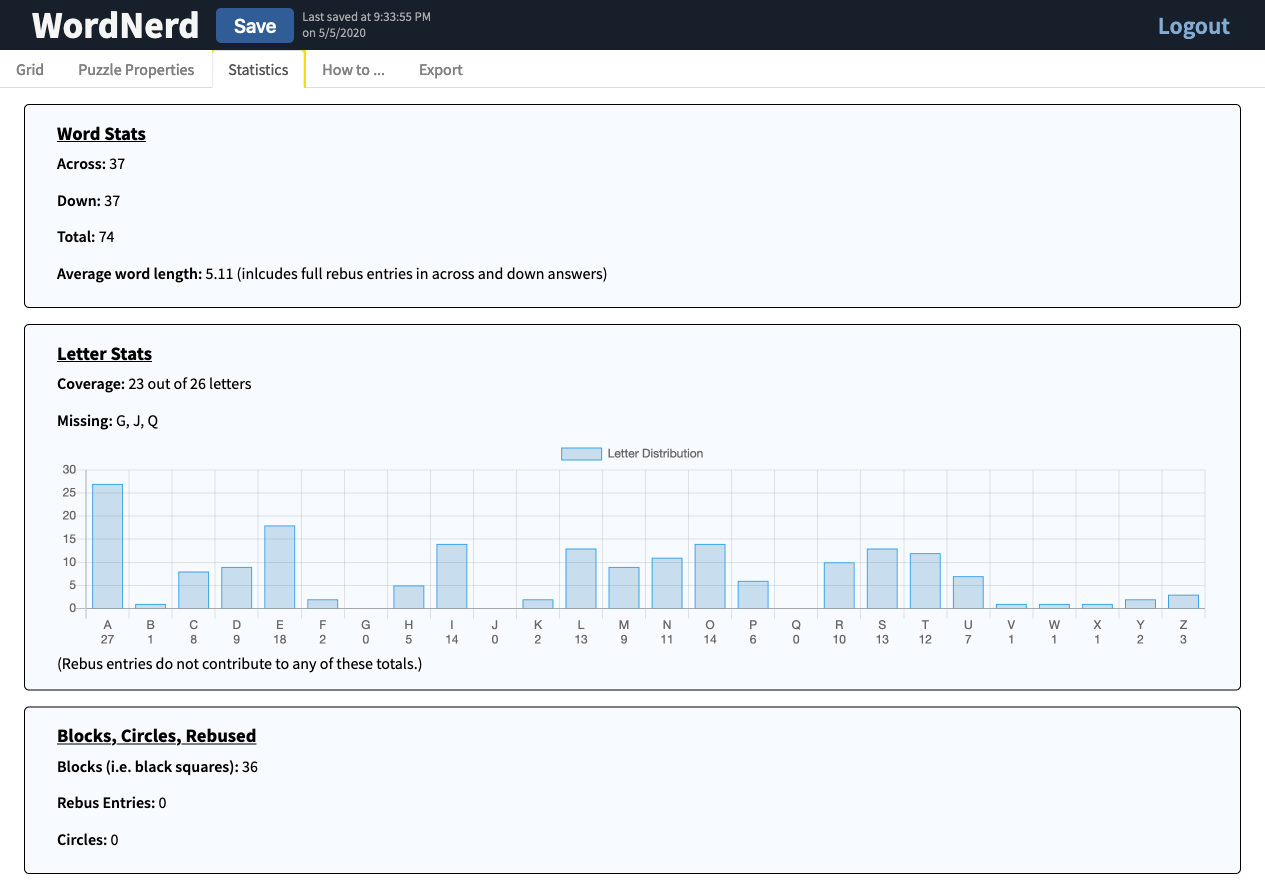 WordNerd
Save
Last saved at 9:33:55 PM
on 5/5/2020
Logout
Grid
Puzzle Properties
Statistics
How to ...
Export
Word Stats
Across: 37
Down: 37
Total: 74
Average word length: 5.11 (inlcudes full rebus entries in across and down answers)
Letter Stats
Coverage: 23 out of 26 letters
Missing: G, J, Q
Letter Distribution
30
25
20
15
10
5
0
A B C D E F G H I J K L M N O P Q R S T U V W X Y Z
27 1 8 9 18 2 0 5 14 0 2 13 9 11 14 6 0 10 13 12 7 1 1 1 2 3
(Rebus entries do not contribute to any of these totals.)
Blocks, Circles, Rebused
Blocks (i.e. black squares): 36
Rebus Entries: 0
Circles: 0